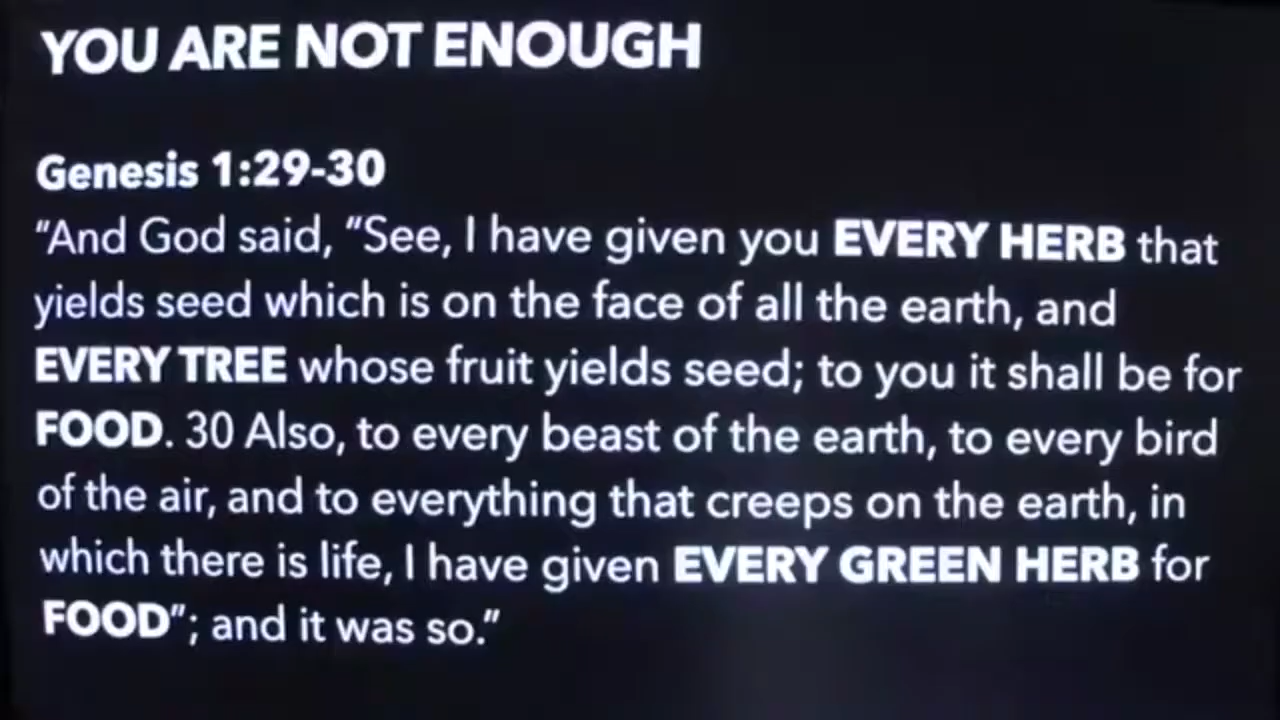 YOU ARE NOT ENOUGH
Genesis 1:29-30
"And God said, "See, I have given you EVERY HERB that
yields seed which is on the face of all the earth, and
EVERY TREE whose fruit yields seed; to you it shall be for
FOOD. 30 Also, to every beast of the earth, to every bird
of the air, and to everything that creeps on the earth, in
which there is life, I have given EVERY GREEN HERB for
FOOD"; and it was so."